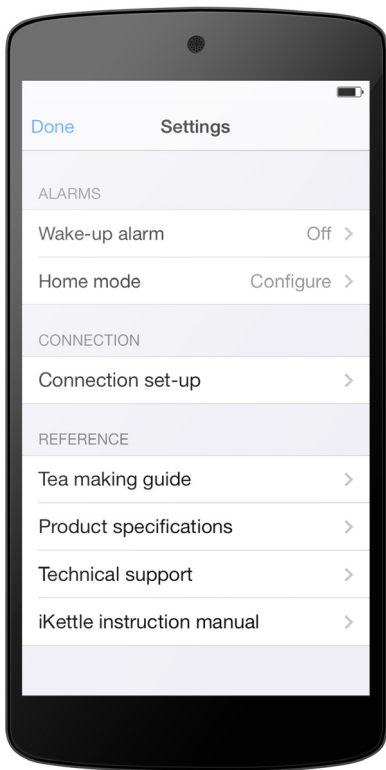 Done Settings
ALARMS
Wake-up alarm Off
Home mode Configure
CONNECTION
Connection set-up
REFERENCE
Tea making guide
Product specifications
Technical support
iKettle instruction manual